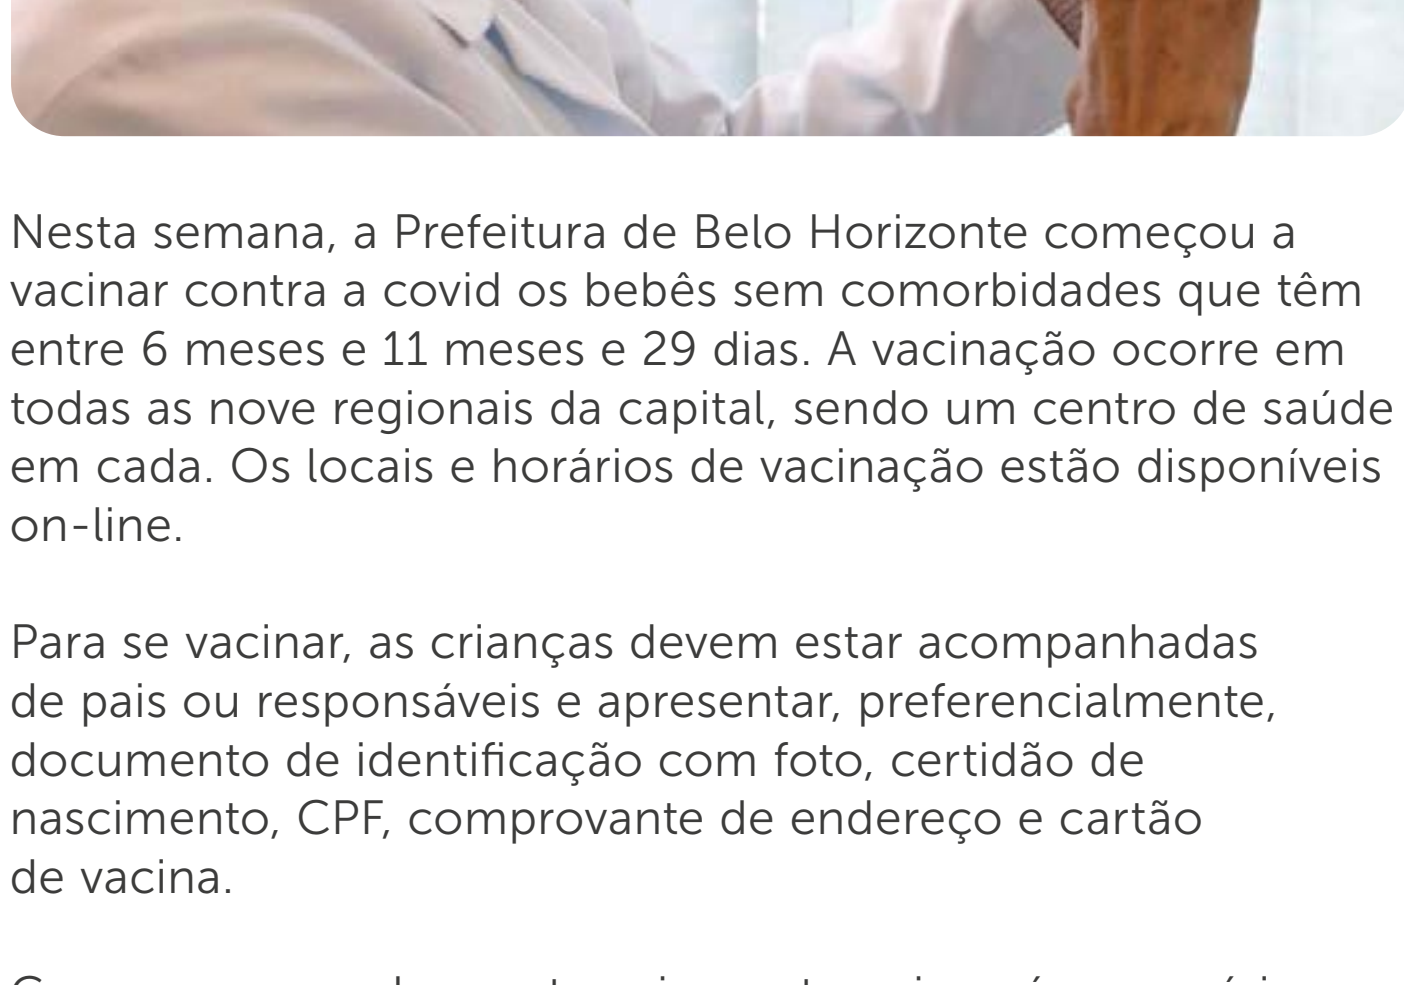 Nesta semana, a Prefeitura de Belo Horizonte começou a
vacinar contra a covid os bebês sem comorbidades que têm
entre 6 meses e 11 meses e 29 dias. A vacinação ocorre em
todas as nove regionais da capital, sendo um centro de saúde
em cada. Os locais e horários de vacinação estão disponíveis
on-line.
Para se vacinar, as crianças devem estar acompanhadas
de pais ou responsáveis e apresentar, preferencialmente,
documento de identificação com foto, certidão de
nascimento, CPF, comprovante de endereço e cartão
de vacina.